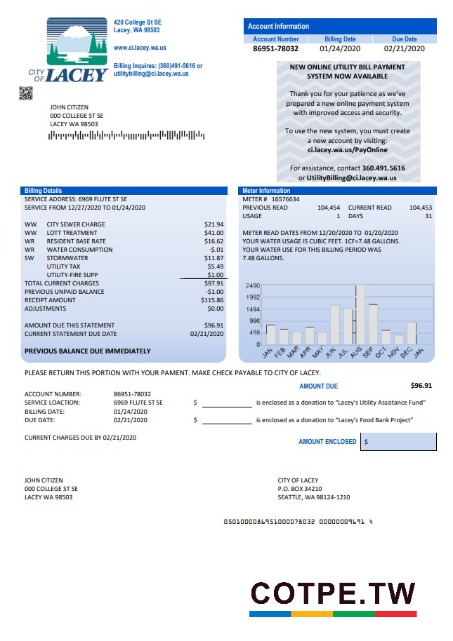 CITY OF LACEY
420 College St SE
Lacey, WA 98503
www.ci.lacey.wa.us
Billing Inquires: (360)491-5616 or
utilitybilling@ci.lacey.wa.us
JOHN CITIZEN
000 COLLEGE ST SE
LACEY WA 98503
Account Information
Account Number Billing Date Due Date
86951-78032 01/24/2020 02/21/2020
NEW ONLINE UTILITY BILL PAYMENT
SYSTEM NOW AVAILABLE
Thank you for your patience as we've
prepared a new online payment system
with improved access and security.
To use the new system, you must create
a new account by visiting:
ci.lacey.wa.us/PayOnline
For assistance, contact 360.491.5616
or UtilityBilling@ci.lacey.wa.us
Billing Details
SERVICE ADDRESS: 6969 FLUTE ST SE
SERVICE FROM 12/27/2020 TO 01/24/2020
WW CITY SEWER CHARGE $21.94
WW LOTT TREATMENT $41.00
WR RESIDENT BASE RATE $16.62
WR WATER CONSUMPTION -$.01
SW STORMWATER $11.87
UTILITY TAX $5.49
UTILITY-FIRE SUPP $1.00
TOTAL CURRENT CHARGES $97.91
PREVIOUS UNPAID BALANCE -$1.00
RECEIPT AMOUNT $115.86
ADJUSTMENTS $0.00
AMOUNT DUE THIS STATEMENT $96.91
CURRENT STATEMENT DUE DATE 02/21/2020
PREVIOUS BALANCE DUE IMMEDIATELY
Meter Information
METER # 16576634
PREVIOUS READ 104,454 CURRENT READ 104,453
USAGE 1 DAYS 31
METER READ DATES FROM 12/20/2020 TO 01/20/2020
YOUR WATER USAGE IS CUBIC FEET. 1CF=7.48 GALLONS.
YOUR WATER USE FOR THIS BILLING PERIOD WAS
7.48 GALLONS.
2490
1992
1494
996
498
0
JAN FEB MAR APR MAY JUN JUL AUG SEP OCT NOV DEC JAN
PLEASE RETURN THIS PORTION WITH YOUR PAMENT. MAKE CHECK PAYABLE TO CITY OF LACEY.
AMOUNT DUE $96.91
ACCOUNT NUMBER: 86951-78032
SERVICE LOACTION: 6969 FLUTE ST SE $ is enclosed as a donation to "Lacey's Utility Assistance Fund"
BILLING DATE: 01/24/2020
DUE DATE: 02/21/2020 $ is enclosed as a donation to "Lacey's Food Bank Project"
CURRENT CHARGES DUE BY 02/21/2020
AMOUNT ENCLOSED $
JOHN CITIZEN
000 COLLEGE ST SE
LACEY WA 98503
CITY OF LACEY
P.O. BOX 34210
SEATTLE, WA 98124-1210
COTPE.TW